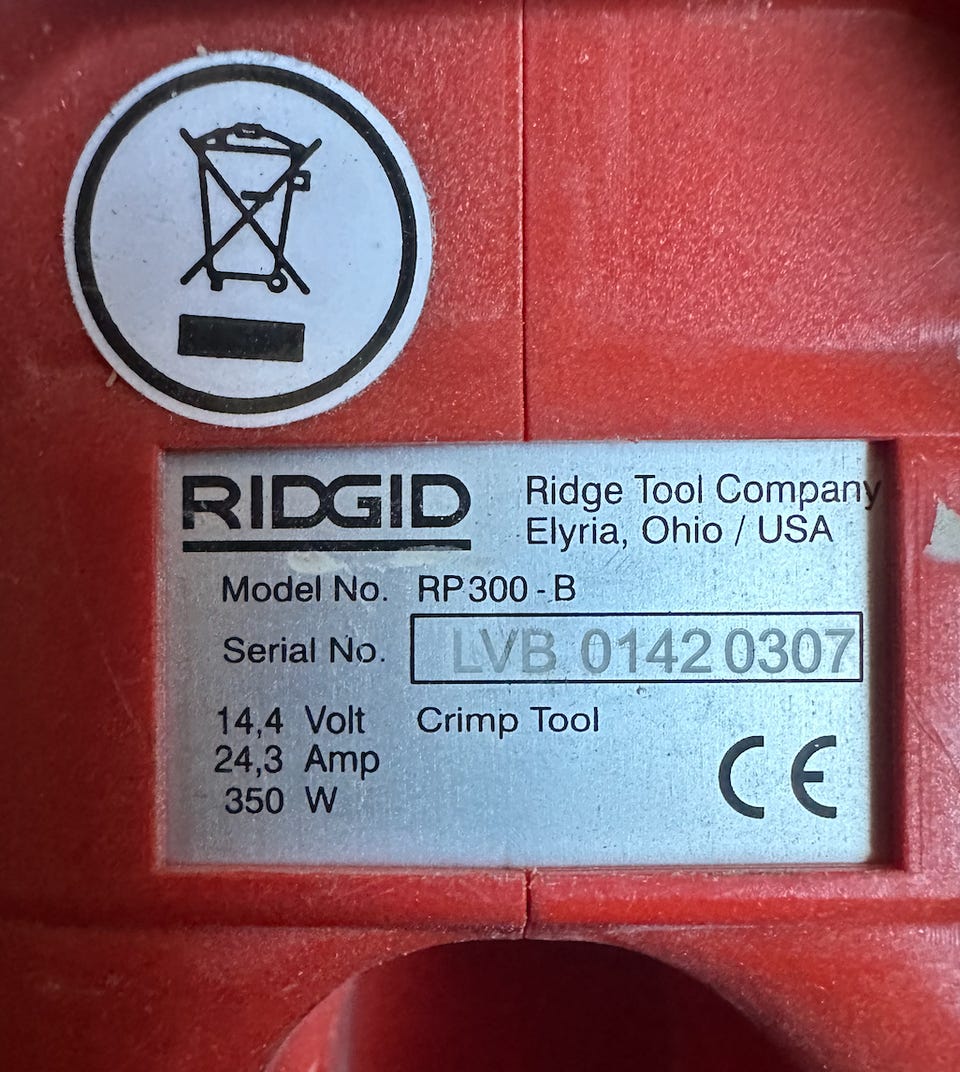 RIDGID
Ridge Tool Company
Elyria, Ohio / USA
Model No. RP300-B
Serial No. LVB 0142 0307
14,4 Volt Crimp Tool
24,3 Amp
350 W
CE